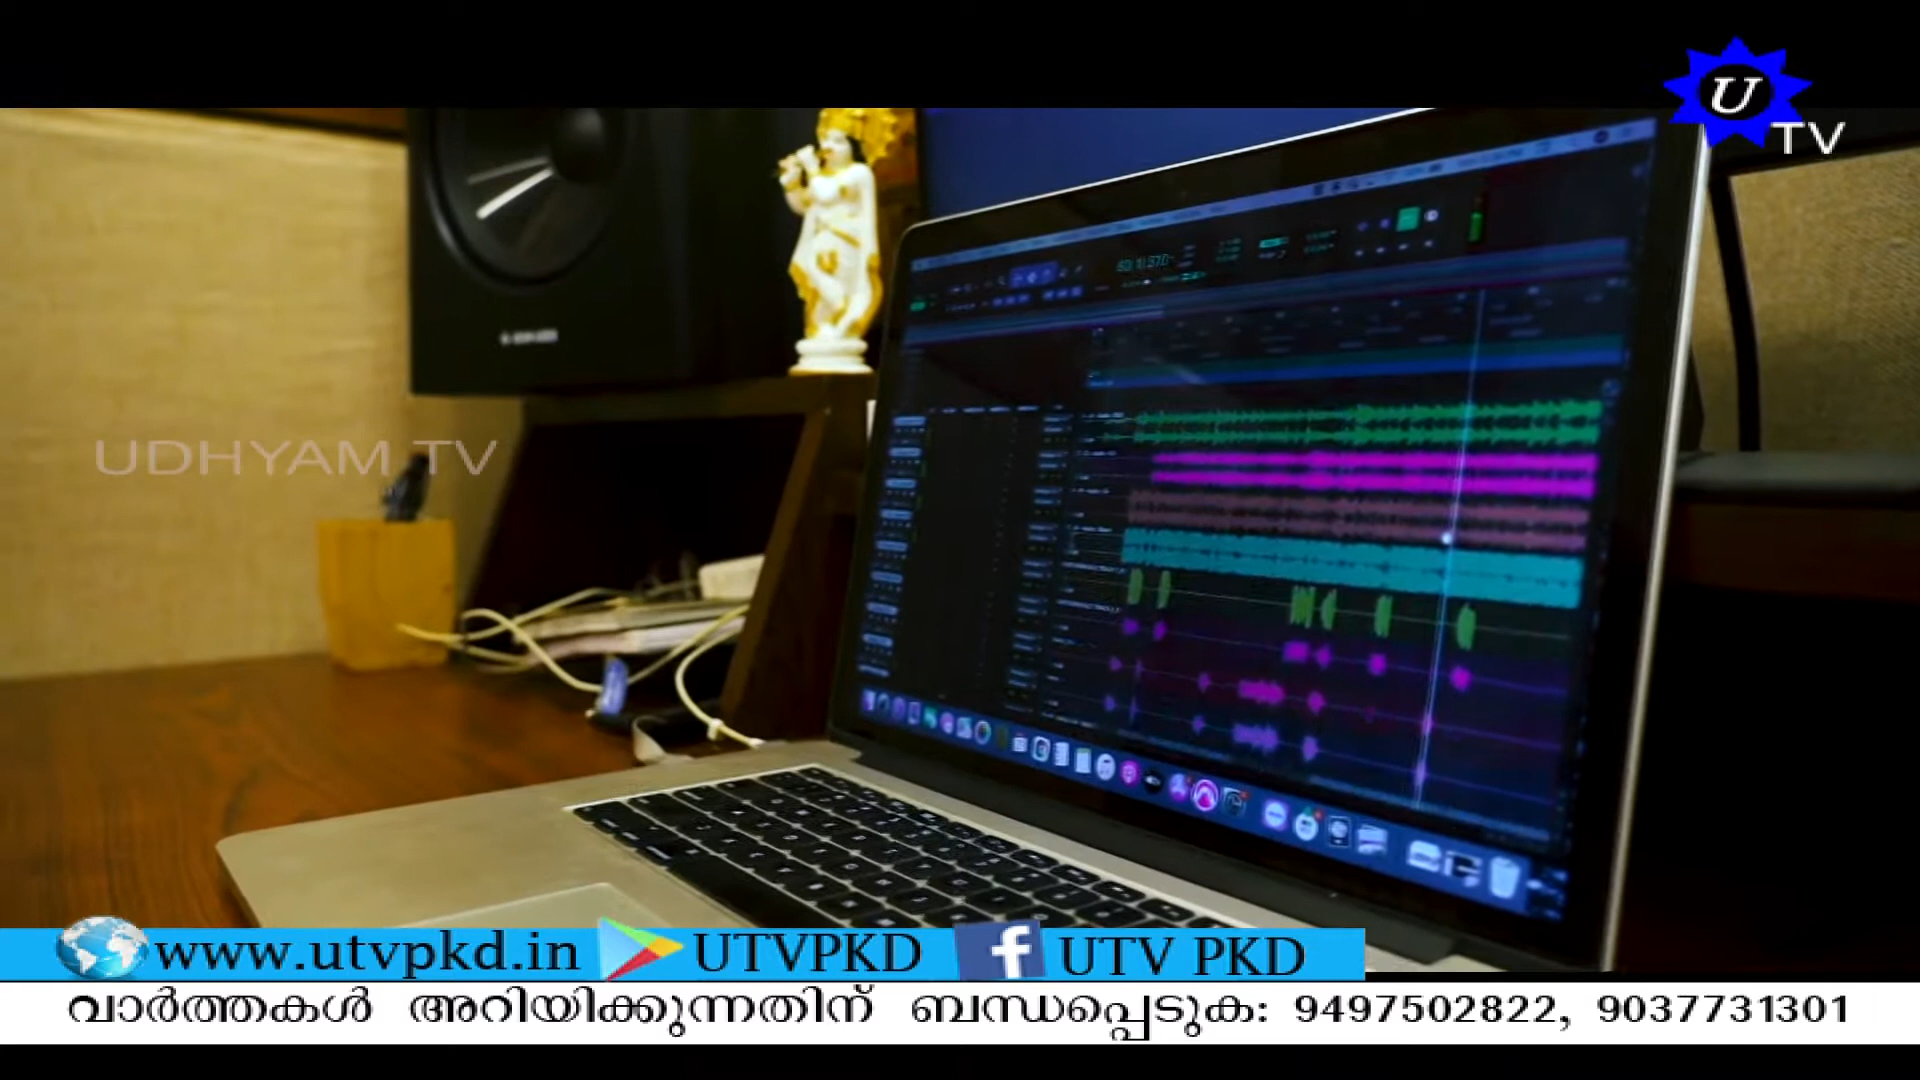 U
TV
UDHYAM TV
www.utvpkd.in UTVPKD f UTV PKD
വാർത്തകൾ അറിയിക്കുന്നതിന് ബന്ധപ്പെടുക: 9497502822, 9037731301